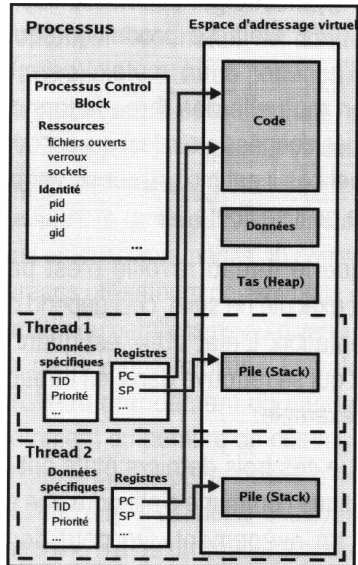 Processus
Espace d'adressage virtuel
Processus Control
Block
Ressources
fichiers ouverts
verroux
sockets
Identité
pid
uid
gid
...
Code
Données
Tas (Heap)
Thread 1
Données
spécifiques
Registres
TID
Priorité
...
PC
SP
...
Pile (Stack)
Thread 2
Données
spécifiques
Registres
TID
Priorité
...
PC
SP
...
Pile (Stack)